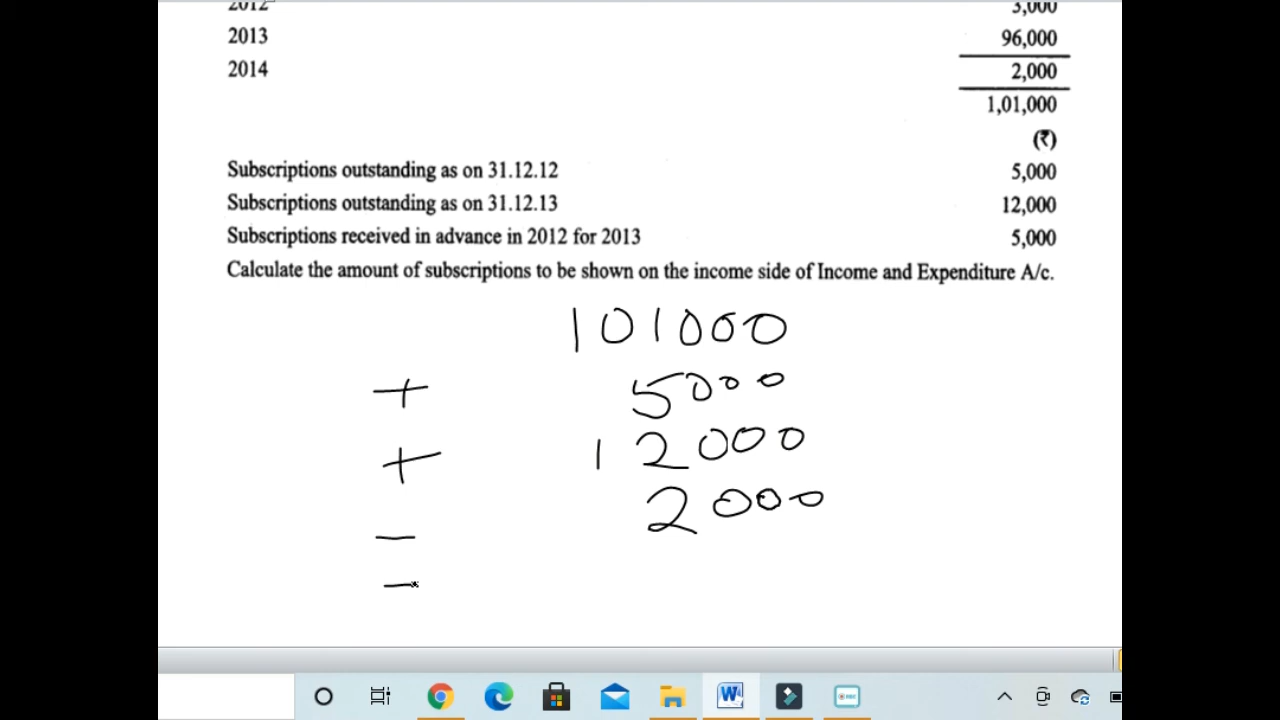 2012 3,000
2013 96,000
2014 2,000
1,01,000
(₹)
Subscriptions outstanding as on 31.12.12 5,000
Subscriptions outstanding as on 31.12.13 12,000
Subscriptions received in advance in 2012 for 2013 5,000
Calculate the amount of subscriptions to be shown on the income side of Income and Expenditure A/c.
101000
+ 5000
+ 12000
- 2000
-